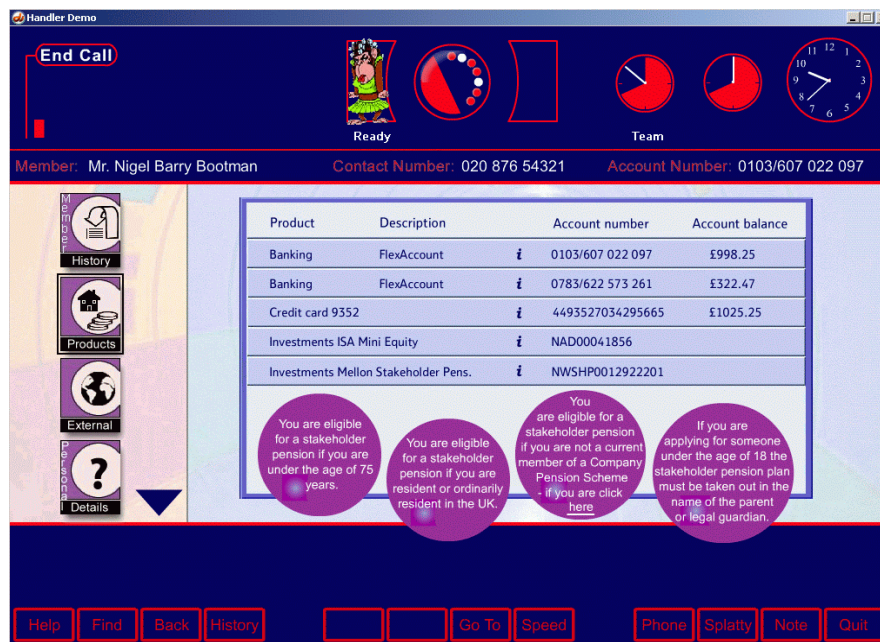 Handler Demo
End Call
Ready
Team
12
1
2
3
4
5
6
7
8
9
10
11
Member: Mr. Nigel Barry Bootman Contact Number: 020 876 54321 Account Number: 0103/607 022 097
Member
History
Products
External
Personal
Details
Product Description Account number Account balance
Banking FlexAccount i 0103/607 022 097 £998.25
Banking FlexAccount i 0783/622 573 261 £322.47
Credit card 9352 i 4493527034295665 £1025.25
Investments ISA Mini Equity i NAD00041856
Investments Mellon Stakeholder Pens. i NWSHP0012922201
You are eligible
for a stakeholder
pension if you are
under the age of 75
years.
You are eligible
for a stakeholder
pension if you are
resident or ordinarily
resident in the UK.
You
are eligible for a
stakeholder pension
if you are not a current
member of a Company
Pension Scheme
- if you are click
here
If you are
applying for someone
under the age of 18 the
stakeholder pension plan
must be taken out in the
name of the parent
or legal guardian.
Help Find Back History Go To Speed Phone Splatty Note Quit